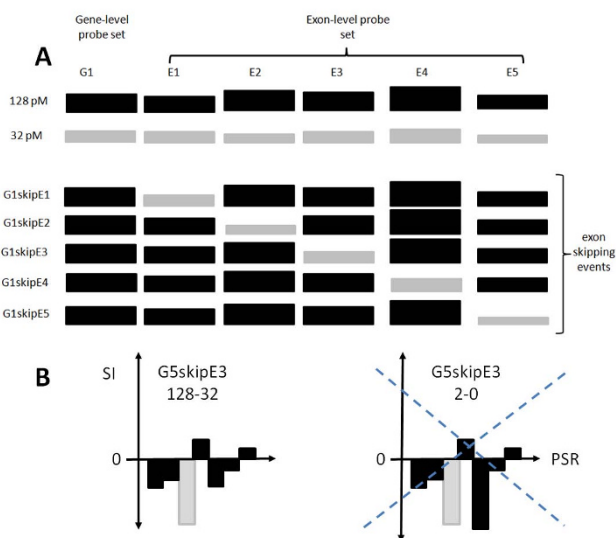 Gene-level
probe set
Exon-level probe
set
A
G1
E1
E2
E3
E4
E5
128 pM
32 pM
G1skipE1
G1skipE2
G1skipE3
G1skipE4
G1skipE5
exon
skipping
events
B
SI
G5skipE3
128-32
0
G5skipE3
2-0
0
PSR